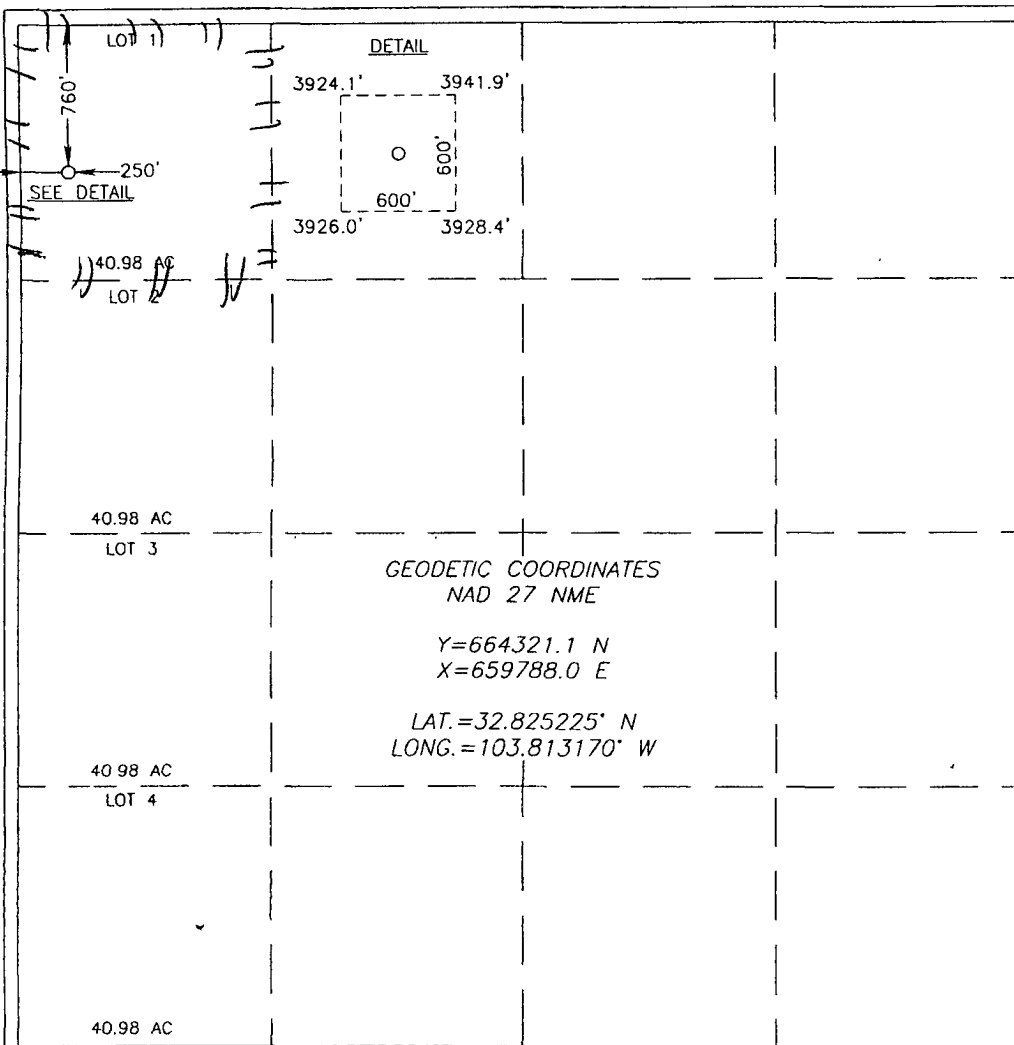 LOT 1
DETAIL
3924.1'
3941.9'
760'
600'
250'
SEE DETAIL
600'
3926.0'
3928.4'
40.98 AC
LOT 2
40.98 AC
LOT 3
GEODETIC COORDINATES
NAD 27 NME
Y=664321.1 N
X=659788.0 E
LAT.=32.825225° N
LONG.=103.813170° W
40 98 AC
LOT 4
40.98 AC